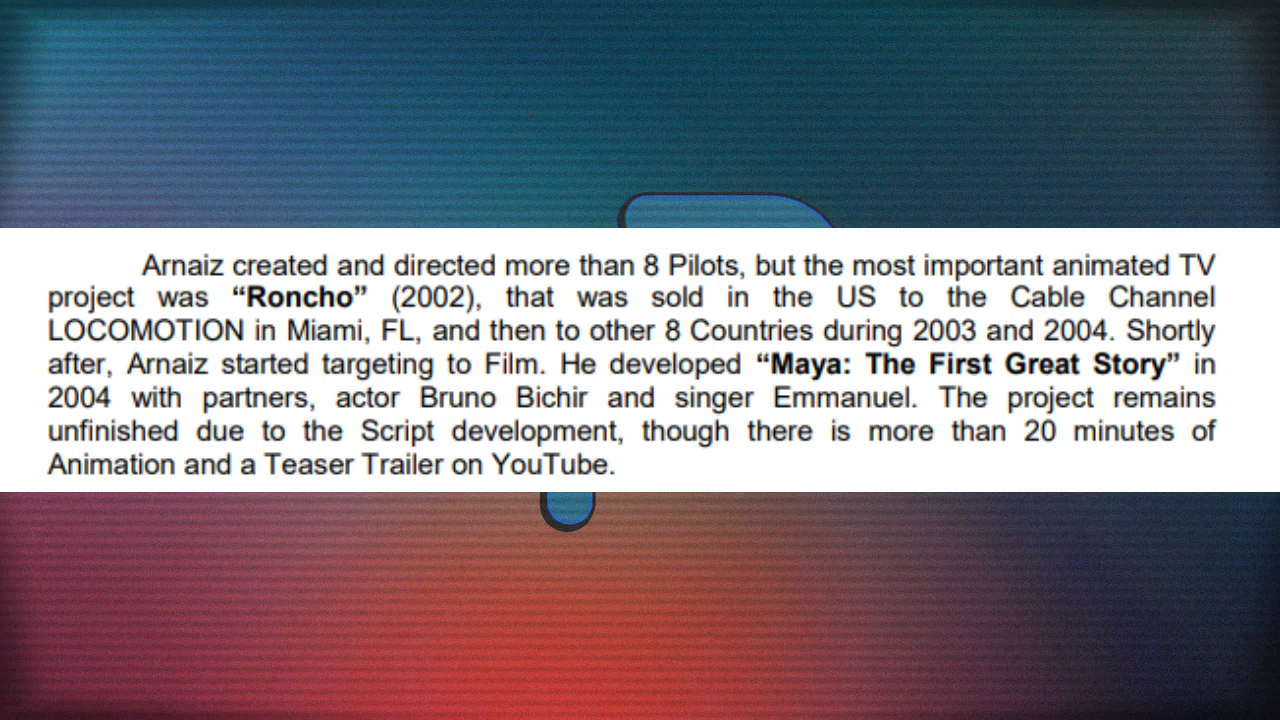 Arnaiz created and directed more than 8 Pilots, but the most important animated TV
project was “Roncho” (2002), that was sold in the US to the Cable Channel
LOCOMOTION in Miami, FL, and then to other 8 Countries during 2003 and 2004. Shortly
after, Arnaiz started targeting to Film. He developed “Maya: The First Great Story” in
2004 with partners, actor Bruno Bichir and singer Emmanuel. The project remains
unfinished due to the Script development, though there is more than 20 minutes of
Animation and a Teaser Trailer on YouTube.